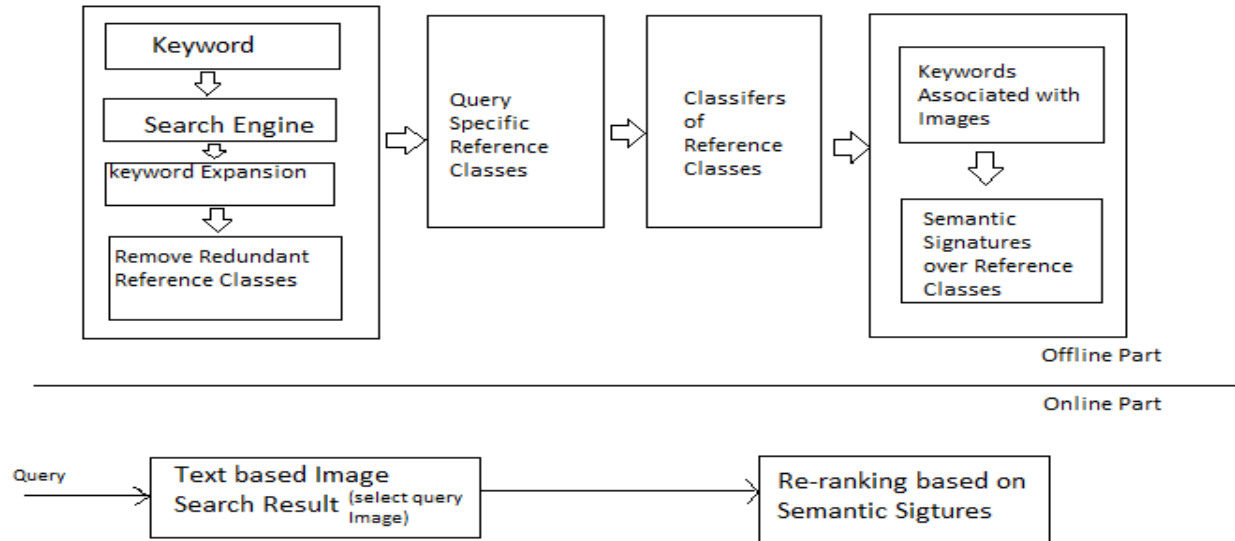 Keyword
Search Engine
keyword Expansion
Remove Redundant
Reference Classes
Query
Specific
Reference
Classes
Classifers
of
Reference
Classes
Keywords
Associated with
Images
Semantic
Signatures
over Reference
Classes
Offline Part
Online Part
Query
Text based Image
Search Result (select query
Image)
Re-ranking based on
Semantic Sigtures